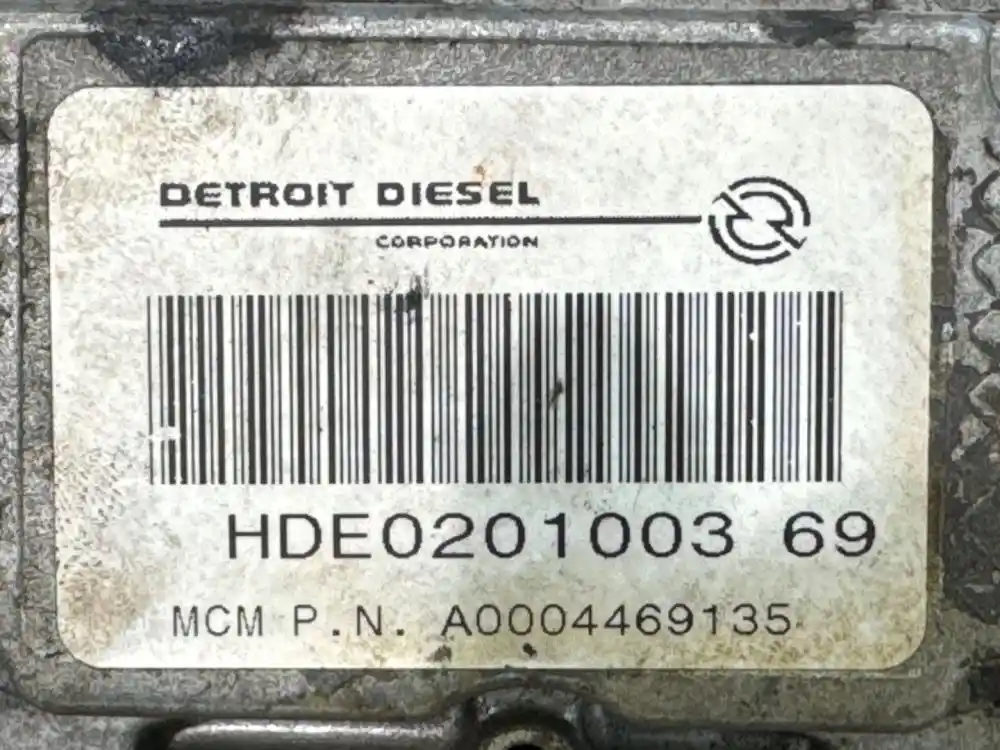 DETROIT DIESEL
CORPORATION
HDE0201003 69
MCM P.N. A0004469135